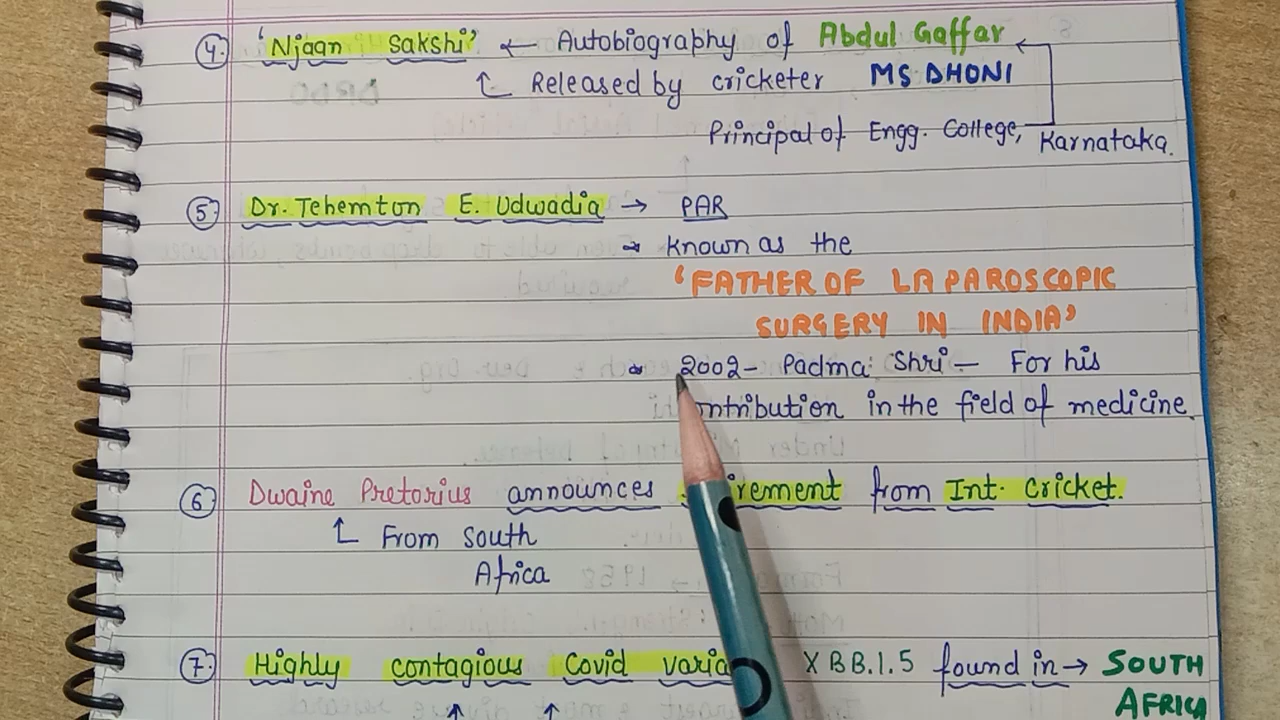 4. 'Njaan Sakshi' ← Autobiography of Abdul Gaffar
Released by cricketer MS DHONI
Principal of Engg. College, Karnataka.
5 Dr. Tehemton E. Udwadia → PAR
→ known as the
'FATHER OF LAPAROSCOPIC
SURGERY IN INDIA'
→ 2002 - Padma Shri - For his
ontribution in the field of medicine
6 Dwaine Pretorius announces irement from Int. Cricket.
From South
Africa
7. Highly contagious Covid varia XBB.1.5 found in → SOUTH
AFRICA